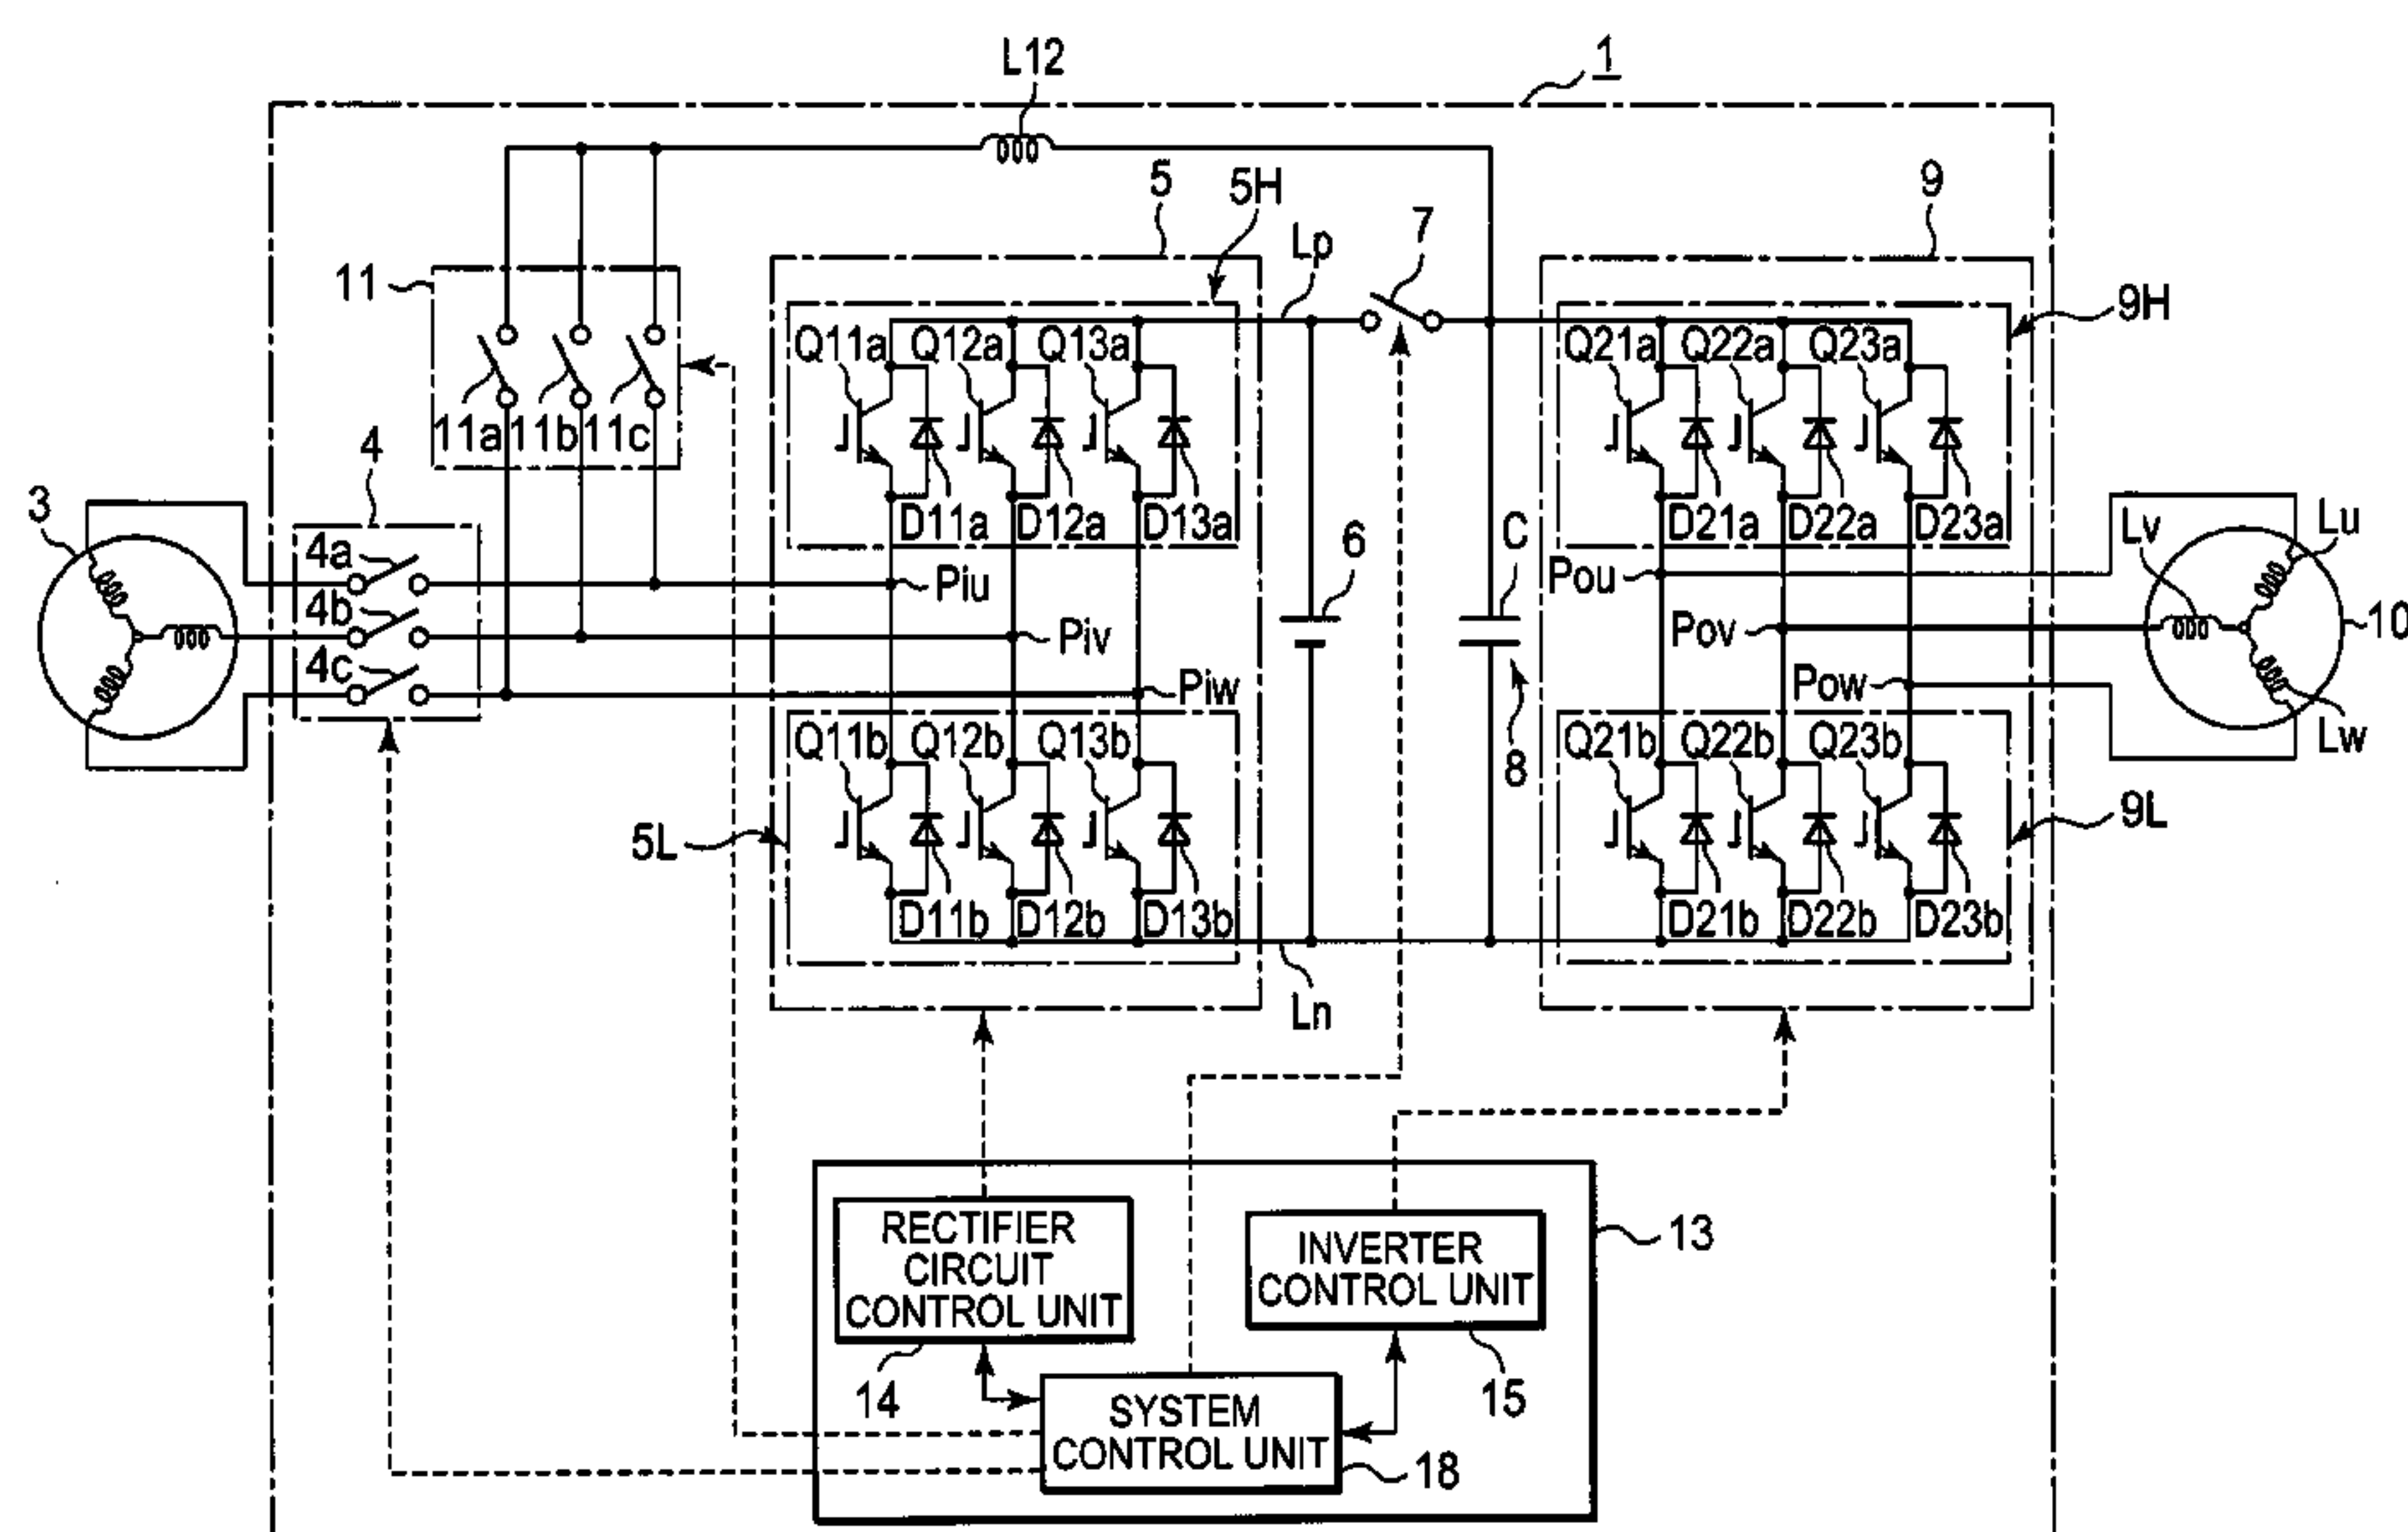 1
L12
5
5H
9
Lp
7
11
9H
Q11a Q12a Q13a
Q21a Q22a Q23a
11a 11b 11c
4
3
D11a D12a D13a
D21a D22a D23a
6
C
Lv
Lu
4a
Piu
Pou
4b
Piv
Pov
10
4c
Piw
Pow
Lw
Q11b Q12b Q13b
Q21b Q22b Q23b
8
5L
9L
D11b D12b D13b
D21b D22b D23b
Ln
RECTIFIER
CIRCUIT
CONTROL UNIT
INVERTER
CONTROL UNIT
13
14
15
SYSTEM
CONTROL UNIT
18